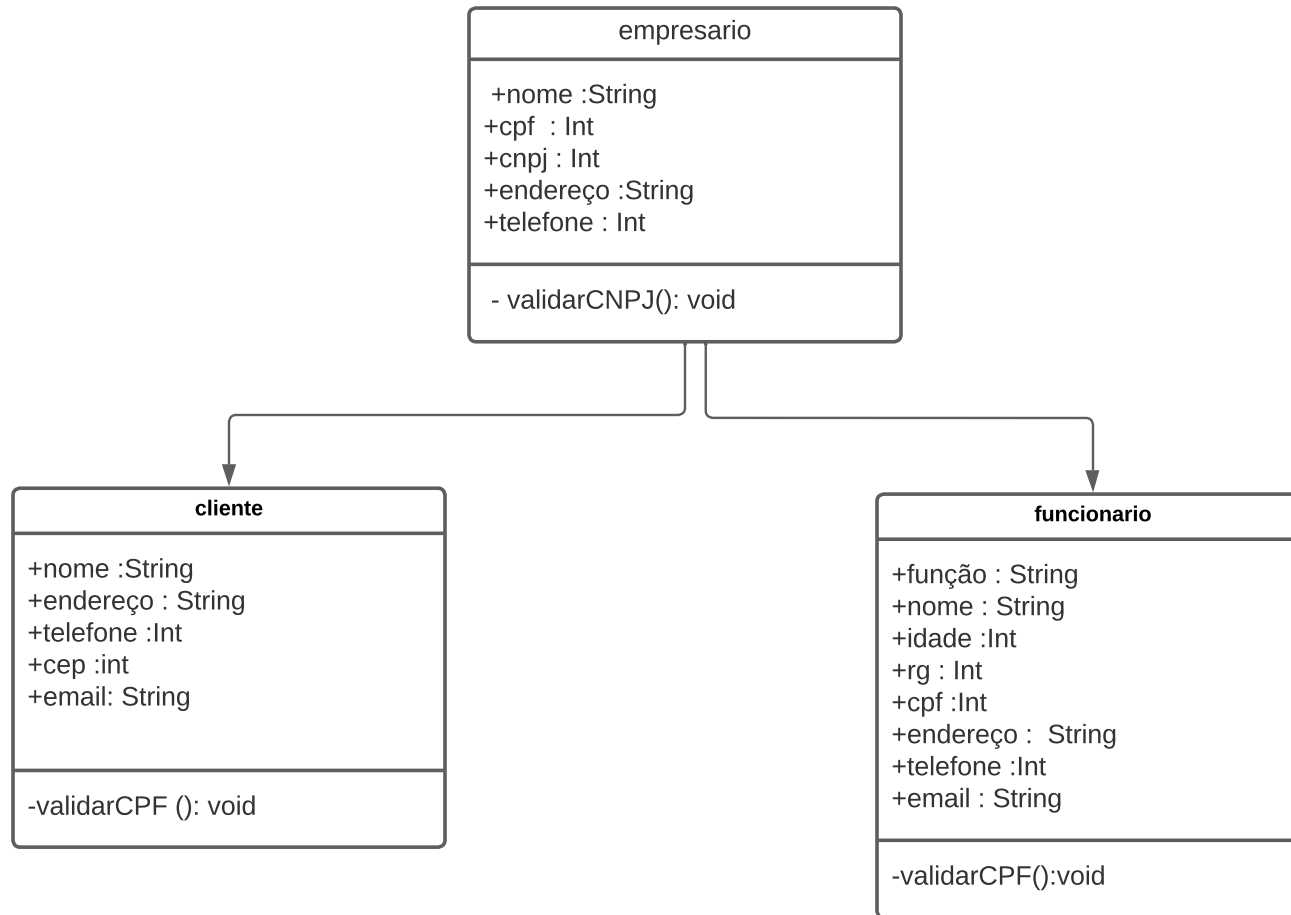 empresario
+nome :String
+cpf  : Int
+cnpj : Int
+endereço :String
+telefone : Int
- validarCNPJ(): void
cliente
+nome :String
+endereço : String
+telefone :Int
+cep :int
+email: String
-validarCPF (): void
funcionario
+função : String
+nome : String
+idade :Int
+rg : Int
+cpf :Int
+endereço :  String
+telefone :Int
+email : String
-validarCPF():void